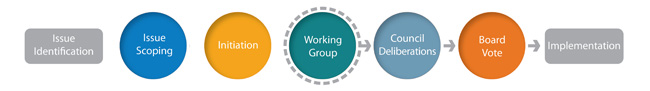 Issue
Identification
Issue
Scoping
Initiation
Working
Group
Council
Deliberations
Board
Vote
Implementation